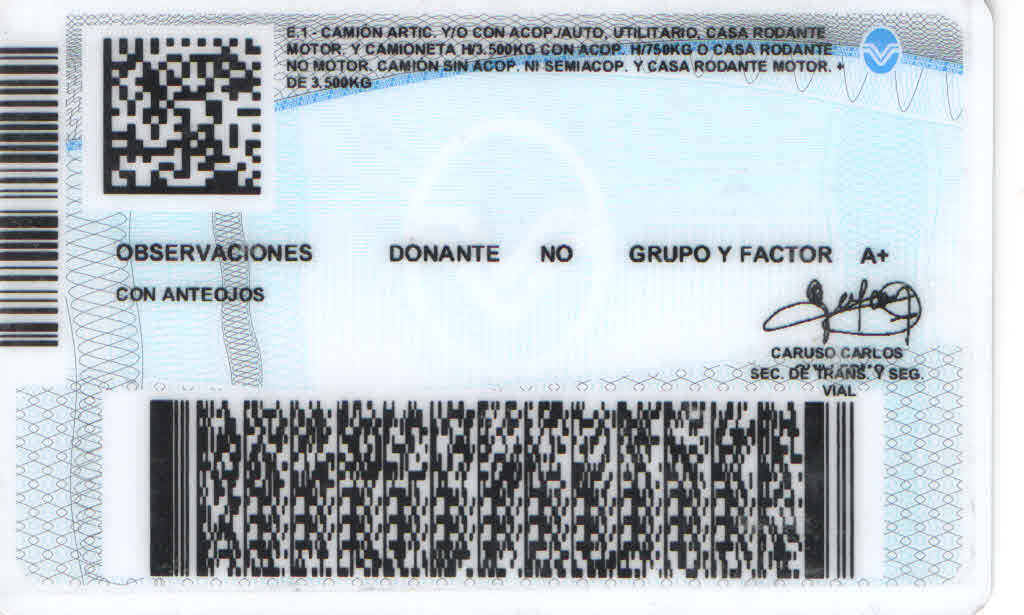 E.1 - CAMIÓN ARTIC. Y/O CON ACOP./AUTO, UTILITARIO, CASA RODANTE
MOTOR. Y CAMIONETA H/3.500KG CON ACOP. H/750KG O CASA RODANTE
NO MOTOR. CAMIÓN SIN ACOP. NI SEMIACOP. Y CASA RODANTE MOTOR. +
DE 3.500KG
OBSERVACIONES DONANTE NO GRUPO Y FACTOR A+
CON ANTEOJOS
CARUSO CARLOS
SEC. DE TRANS. Y SEG.
VIAL